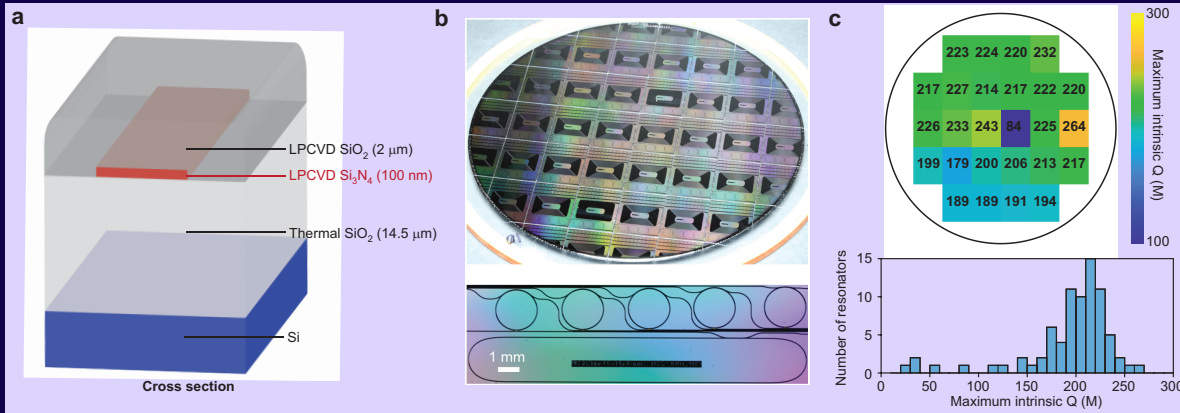 a
LPCVD SiO₂ (2 μm)
LPCVD Si₃N₄ (100 nm)
Thermal SiO₂ (14.5 μm)
Si
Cross section
b
1 mm
c
223 224 220 232
217 227 214 217 222 220
226 233 243 84 225 264
199 179 200 206 213 217
189 189 191 194
300
Maximum intrinsic Q (M)
100
Number of resonators
15
10
5
0
0 50 100 150 200 250 300
Maximum intrinsic Q (M)